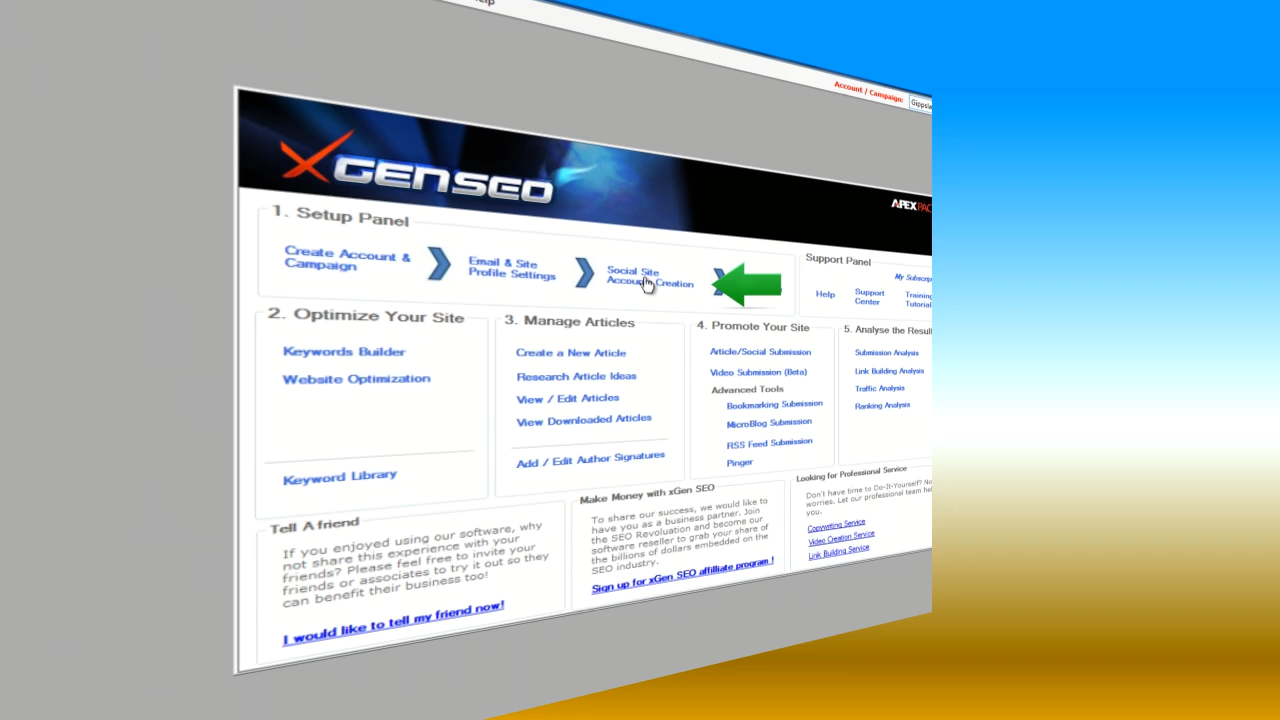 Account / Campaign:
XGENSEO
APEX
1. Setup Panel
Create Account &
Campaign
Email & Site
Profile Settings
Social Site
Account Creation
Support Panel
Help
Support
Center
Training
2. Optimize Your Site
Keywords Builder
Website Optimization
Keyword Library
3. Manage Articles
Create a New Article
Research Article Ideas
View / Edit Articles
View Downloaded Articles
Add / Edit Author Signatures
4. Promote Your Site
Article/Social Submission
Video Submission (Beta)
Advanced Tools
Bookmarking Submission
MicroBlog Submission
RSS Feed Submission
Pinger
5. Analyse the Result
Submission Analysis
Link Building Analysis
Traffic Analysis
Ranking Analysis
Tell A friend
If you enjoyed using our software, why
not share this experience with your
friends? Please feel free to invite your
friends or associates to try it out so they
can benefit their business too!
I would like to tell my friend now!
Make Money with xGen SEO
To share our success, we would like to
have you as a business partner. Join
the SEO Revoluation and become our
software reseller to grab your share of
the billions of dollars embedded on the
SEO industry.
Sign up for xGen SEO affilliate program !
Looking for Professional Service
Don't have time to Do-It-Yourself? No
worries. Let our professional team
you.
Copywriting Service
Video Creation Service
Link Building Service